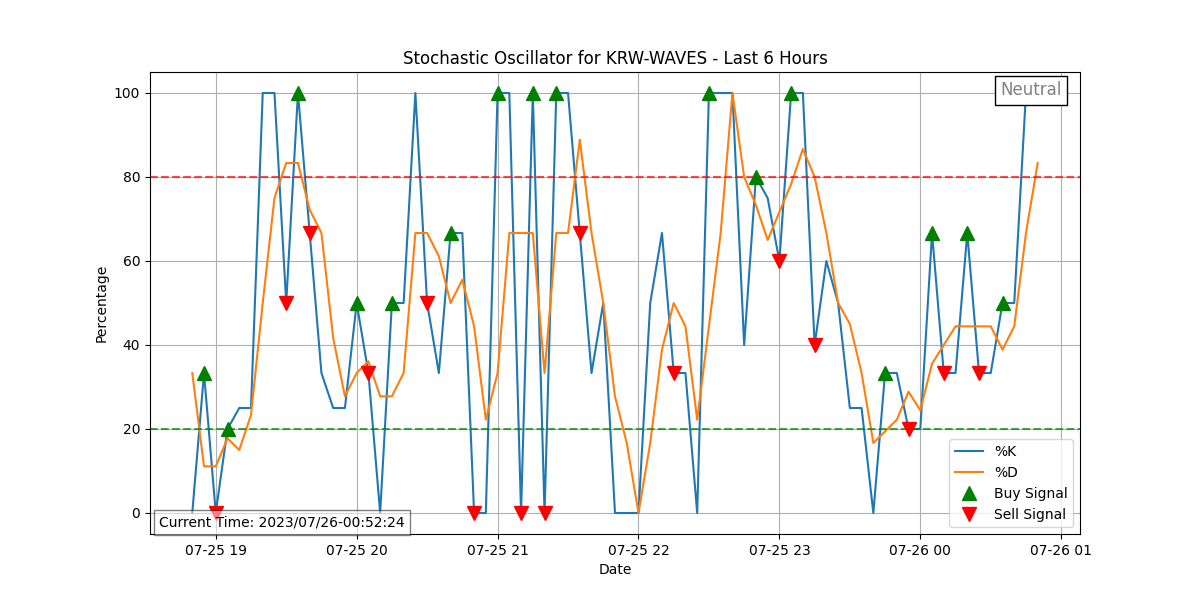 Stochastic Oscillator for KRW-WAVES - Last 6 Hours
Neutral
100
80
60
40
20
0
Percentage
%K
%D
Buy Signal
Sell Signal
Current Time: 2023/07/26-00:52:24
07-25 19
07-25 20
07-25 21
07-25 22
07-25 23
07-26 00
07-26 01
Date